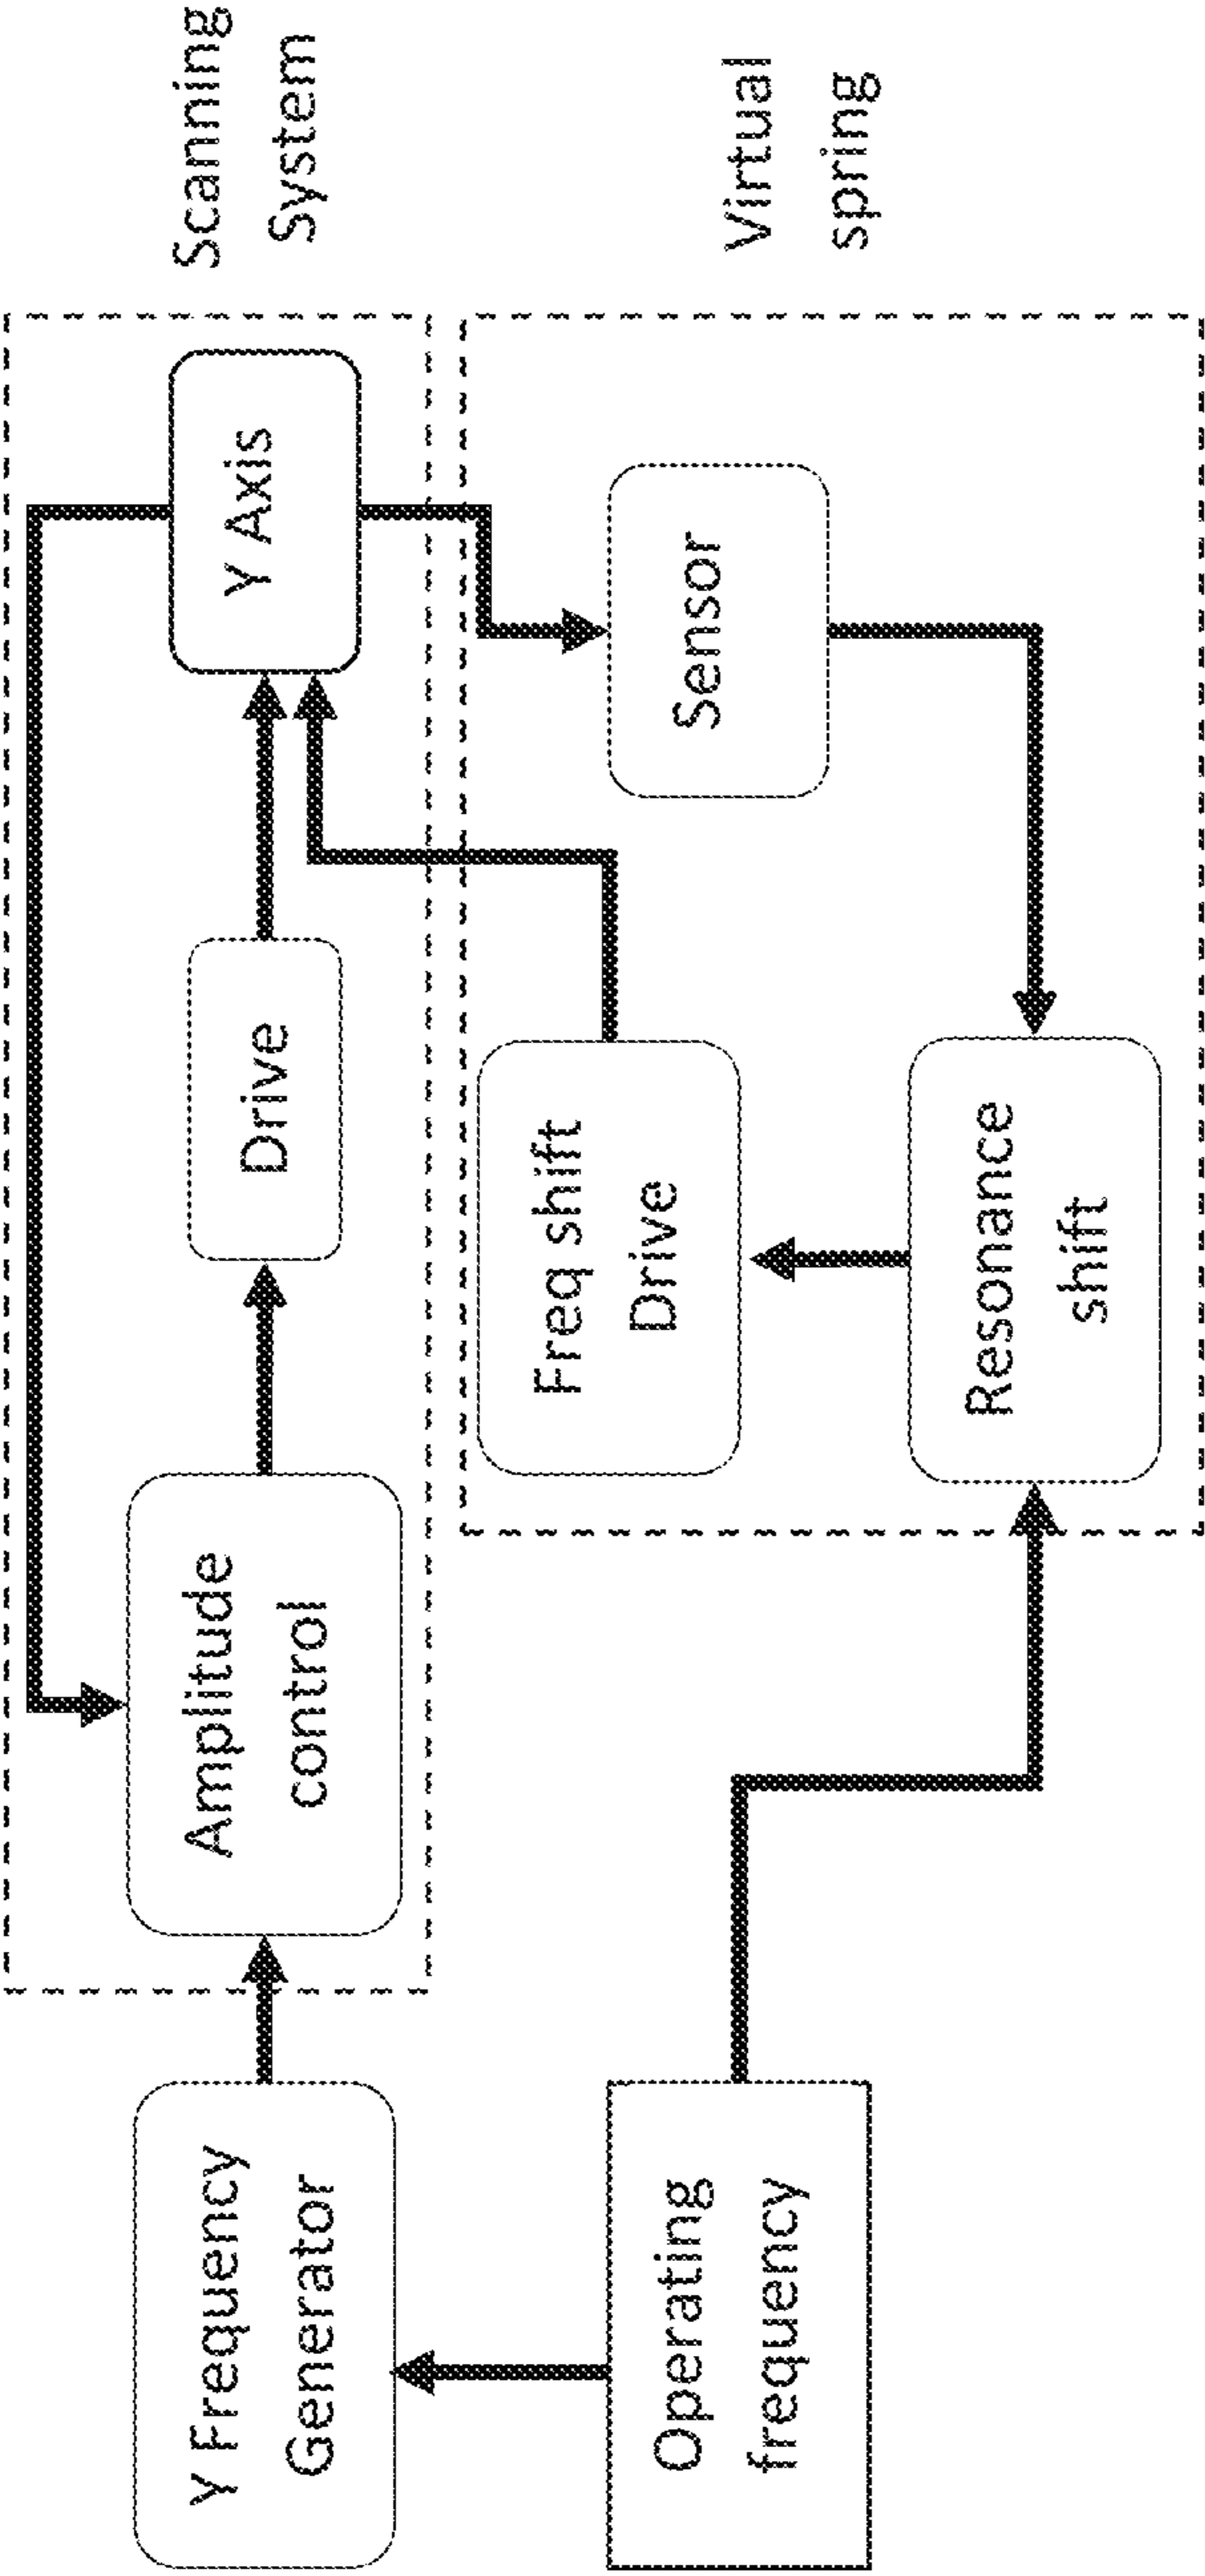 Y Frequency
Generator
Amplitude
control
Drive
Y Axis
Scanning
System
Operating
frequency
Freq shift
Drive
Sensor
Resonance
shift
Virtual
spring